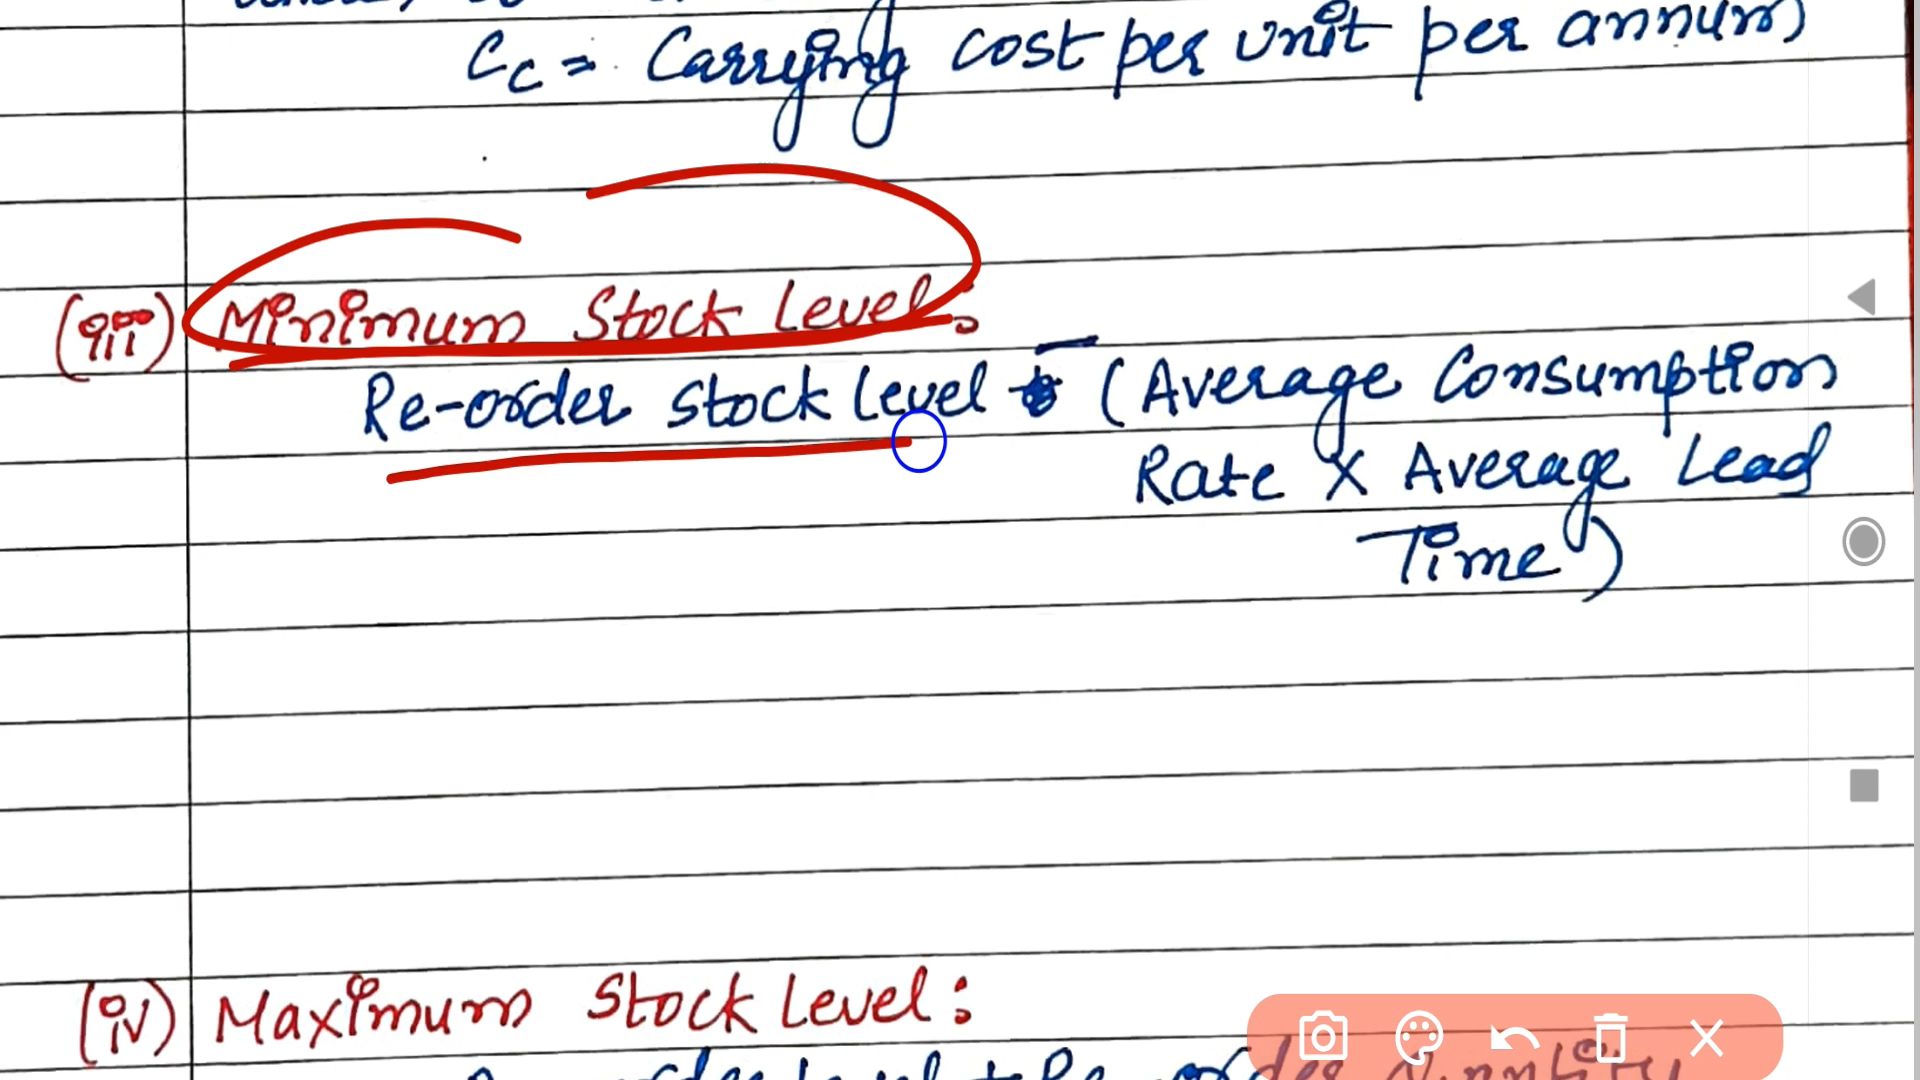 Cc = Carrying cost per unit per annum)
(iii) Minimum Stock Level:
Re-order stock level - (Average Consumption
Rate X Average Lead
Time)
(iv) Maximum Stock Level:
Quantity